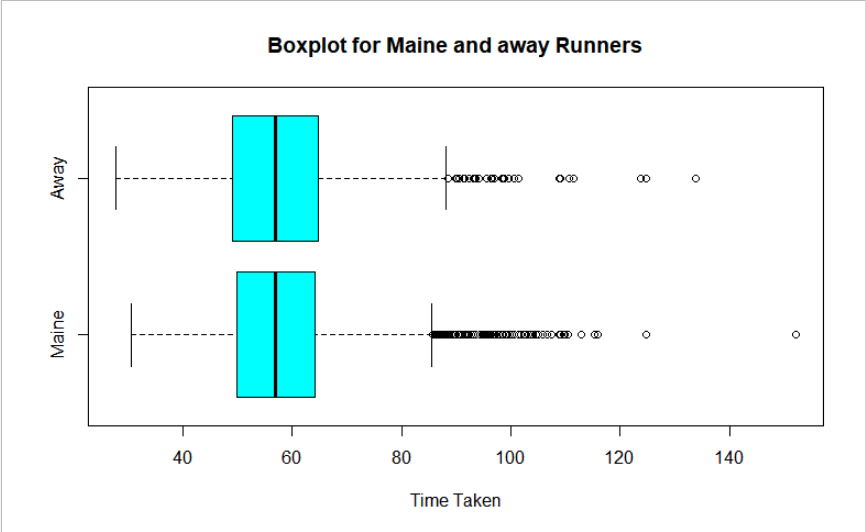 Boxplot for Maine and away Runners
Away
Maine
40 60 80 100 120 140
Time Taken